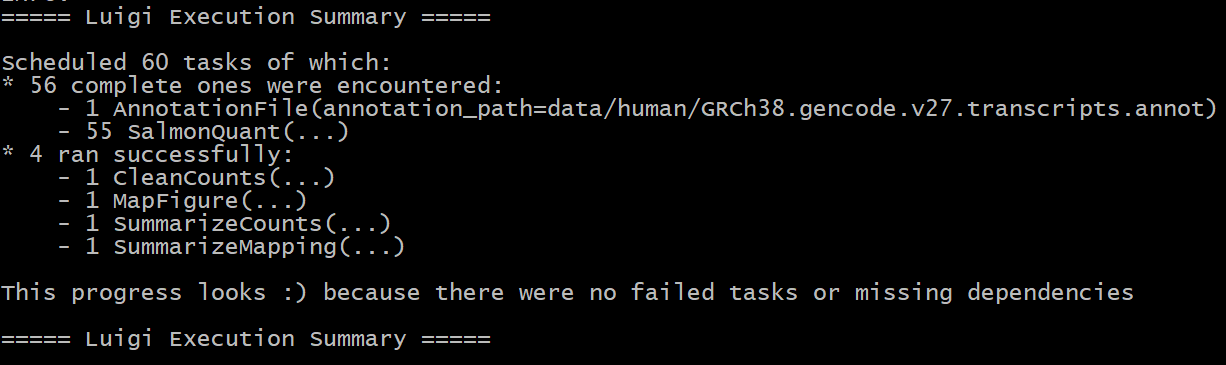 ===== Luigi Execution Summary =====
Scheduled 60 tasks of which:
* 56 complete ones were encountered:
    - 1 AnnotationFile(annotation_path=data/human/GRCh38.gencode.v27.transcripts.annot)
    - 55 SalmonQuant(...)
* 4 ran successfully:
    - 1 CleanCounts(...)
    - 1 MapFigure(...)
    - 1 SummarizeCounts(...)
    - 1 SummarizeMapping(...)
This progress looks :) because there were no failed tasks or missing dependencies
===== Luigi Execution Summary =====